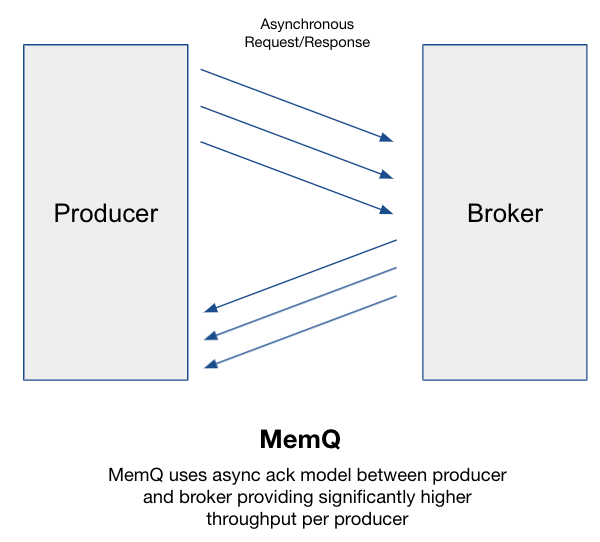 Asynchronous
Request/Response
Producer
Broker
MemQ
MemQ uses async ack model between producer
and broker providing significantly higher
throughput per producer